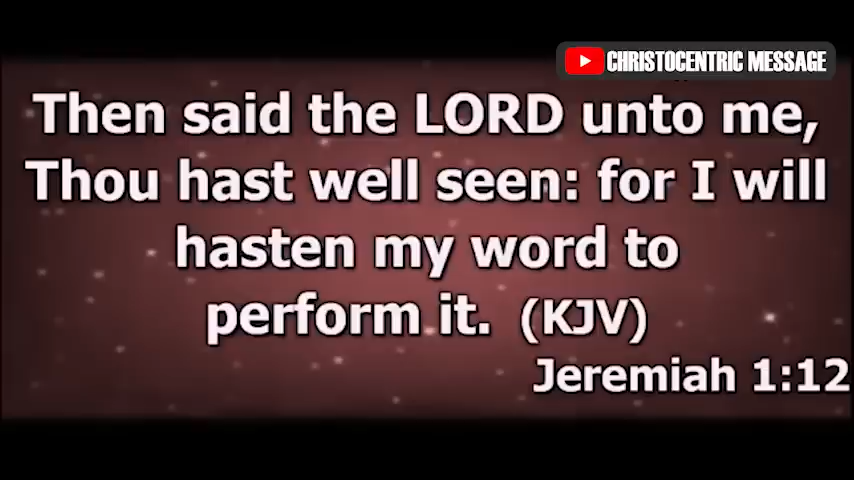 CHRISTOCENTRIC MESSAGE
Then said the LORD unto me,
Thou hast well seen: for I will
hasten my word to
perform it. (KJV)
Jeremiah 1:12